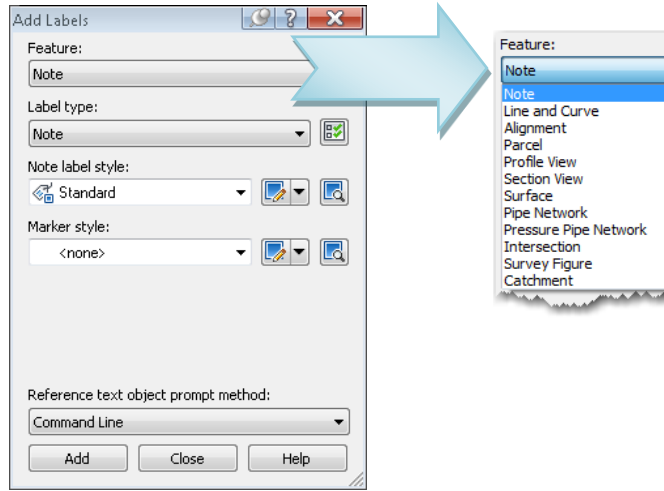 Add Labels
Feature:
Note
Label type:
Note
Note label style:
Standard
Marker style:
<none>
Reference text object prompt method:
Command Line
Add
Close
Help
Feature:
Note
Note
Line and Curve
Alignment
Parcel
Profile View
Section View
Surface
Pipe Network
Pressure Pipe Network
Intersection
Survey Figure
Catchment